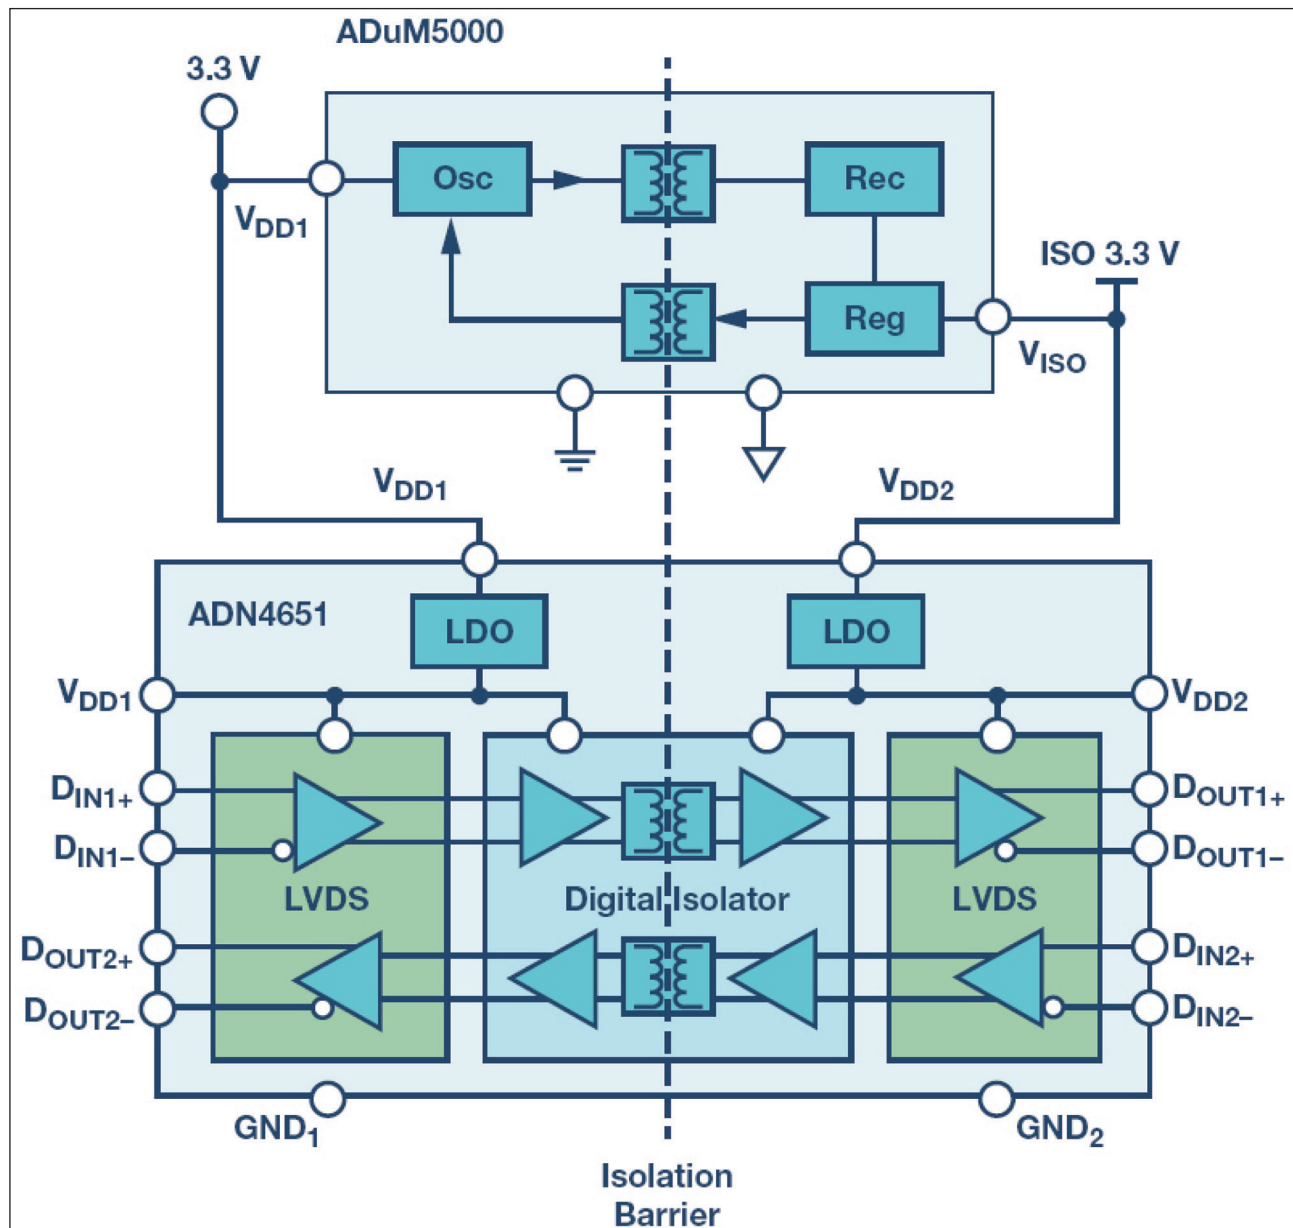 ADuM5000
3.3 V
Osc
Rec
VDD1
ISO 3.3 V
Reg
VISO
VDD1
VDD2
ADN4651
LDO
LDO
VDD1
VDD2
DIN1+
DOUT1+
DIN1–
DOUT1–
LVDS
Digital Isolator
LVDS
DOUT2+
DIN2+
DOUT2–
DIN2–
GND1
GND2
Isolation
Barrier